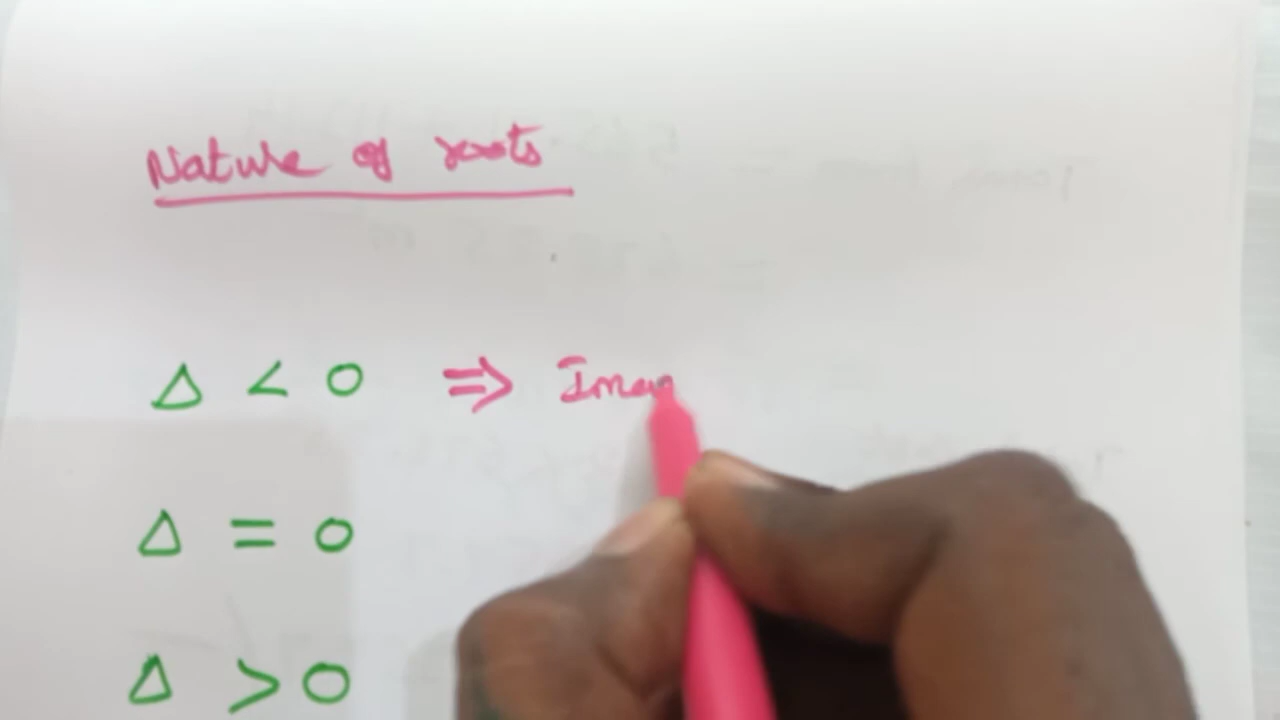 Nature of roots
Δ < 0 ⇒ Imag
Δ = 0
Δ > 0